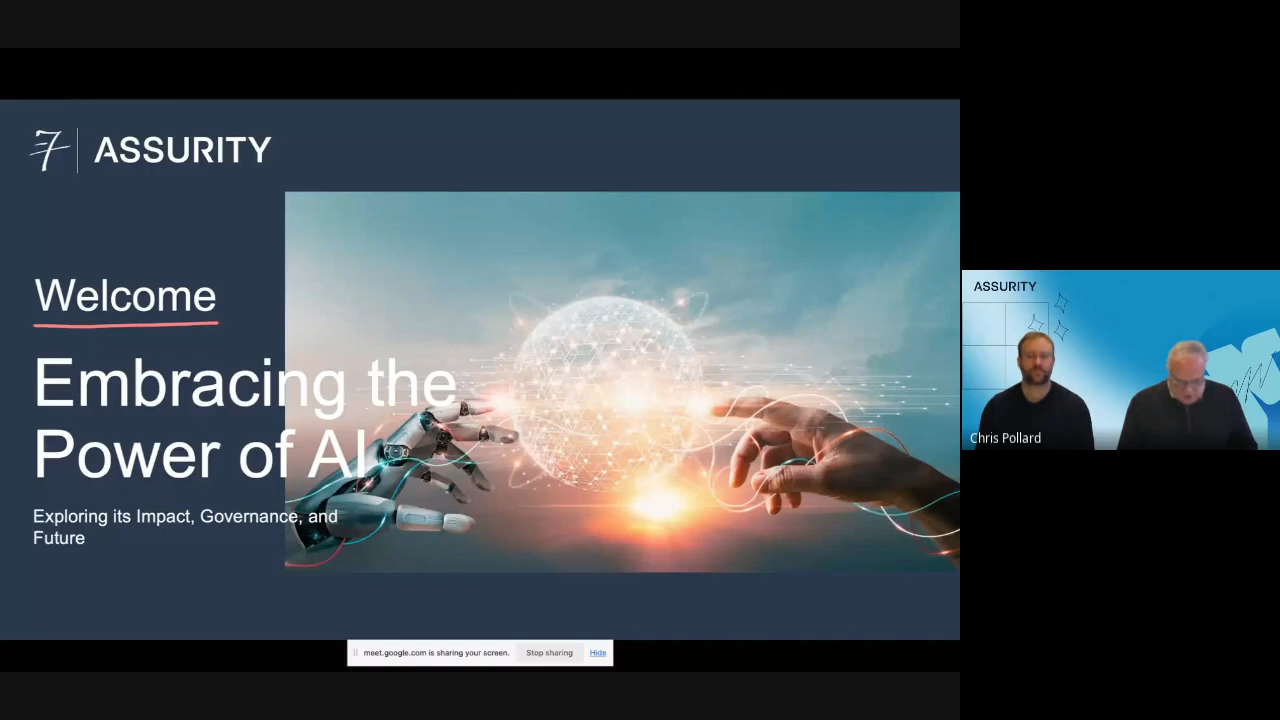 ASSURITY
Welcome
Embracing the
Power of AI
Exploring its Impact, Governance, and
Future
meet.google.com is sharing your screen. Stop sharing Hide
ASSURITY
Chris Pollard